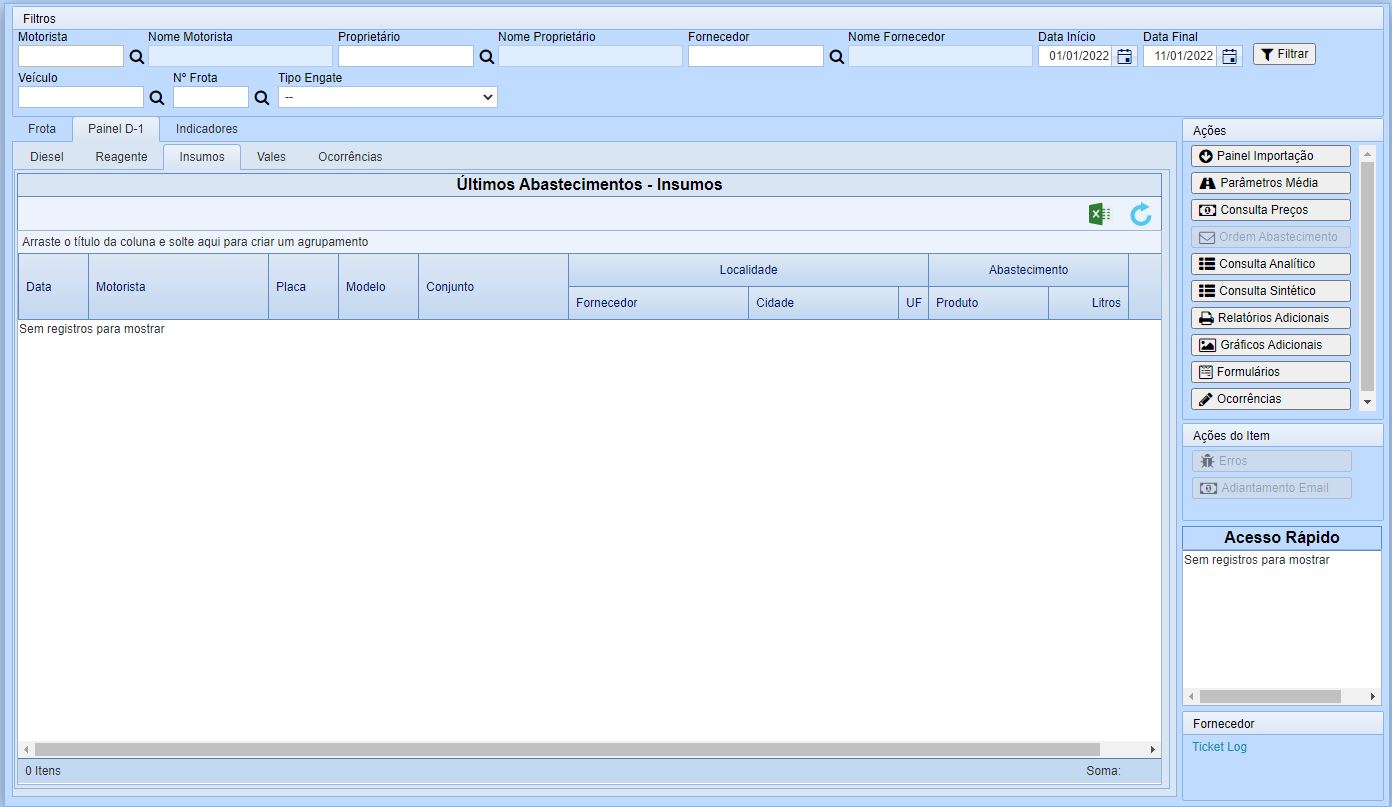 Filtros
Motorista Nome Motorista Proprietário Nome Proprietário Fornecedor Nome Fornecedor Data Início Data Final
01/01/2022 11/01/2022 Filtrar
Veículo Nº Frota Tipo Engate
--
Frota Painel D-1 Indicadores
Diesel Reagente Insumos Vales Ocorrências
Últimos Abastecimentos - Insumos
Arraste o título da coluna e solte aqui para criar um agrupamento
Data Motorista Placa Modelo Conjunto Localidade Abastecimento
Fornecedor Cidade UF Produto Litros
Sem registros para mostrar
0 Itens Soma:
Ações
Painel Importação
Parâmetros Média
Consulta Preços
Ordem Abastecimento
Consulta Analítico
Consulta Sintético
Relatórios Adicionais
Gráficos Adicionais
Formulários
Ocorrências
Ações do Item
Erros
Adiantamento Email
Acesso Rápido
Sem registros para mostrar
Fornecedor
Ticket Log